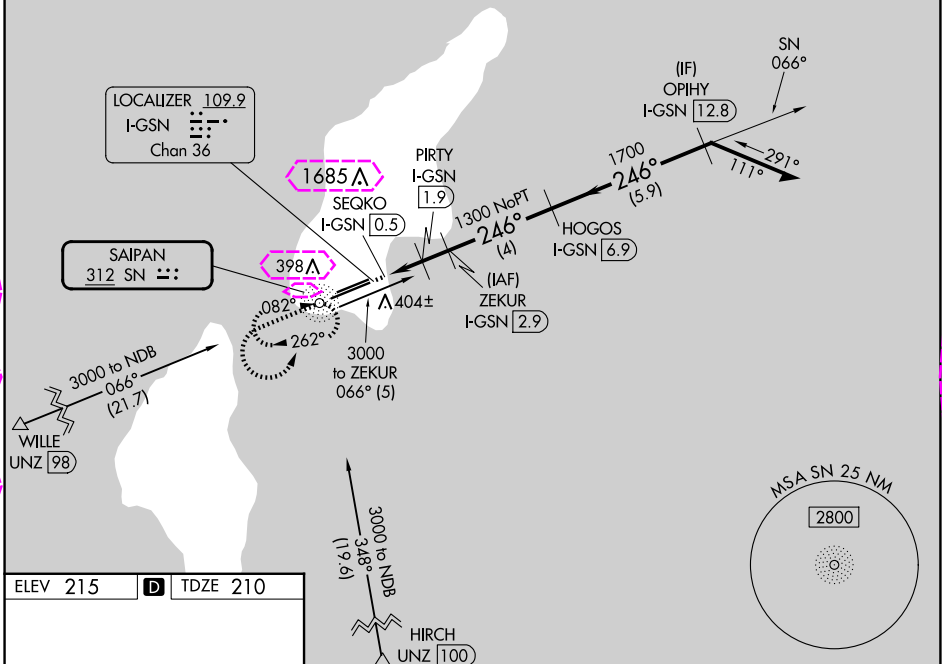 SN
066°
(IF)
OPIHY
I-GSN 12.8
LOCALIZER 109.9
I-GSN
Chan 36
1685
PIRTY
I-GSN
1.9
SEQKO
I-GSN 0.5
1700
246°
(5.9)
291°
111°
1300 NoPT
246°
(4)
HOGOS
I-GSN 6.9
SAIPAN
312 SN
398
(IAF)
ZEKUR
I-GSN 2.9
082°
404±
262°
3000
to ZEKUR
066° (5)
3000 to NDB
066°
(21.7)
WILLE
UNZ 98
3000 to NDB
348°
(19.6)
HIRCH
UNZ 100
MSA SN 25 NM
2800
ELEV 215 D TDZE 210